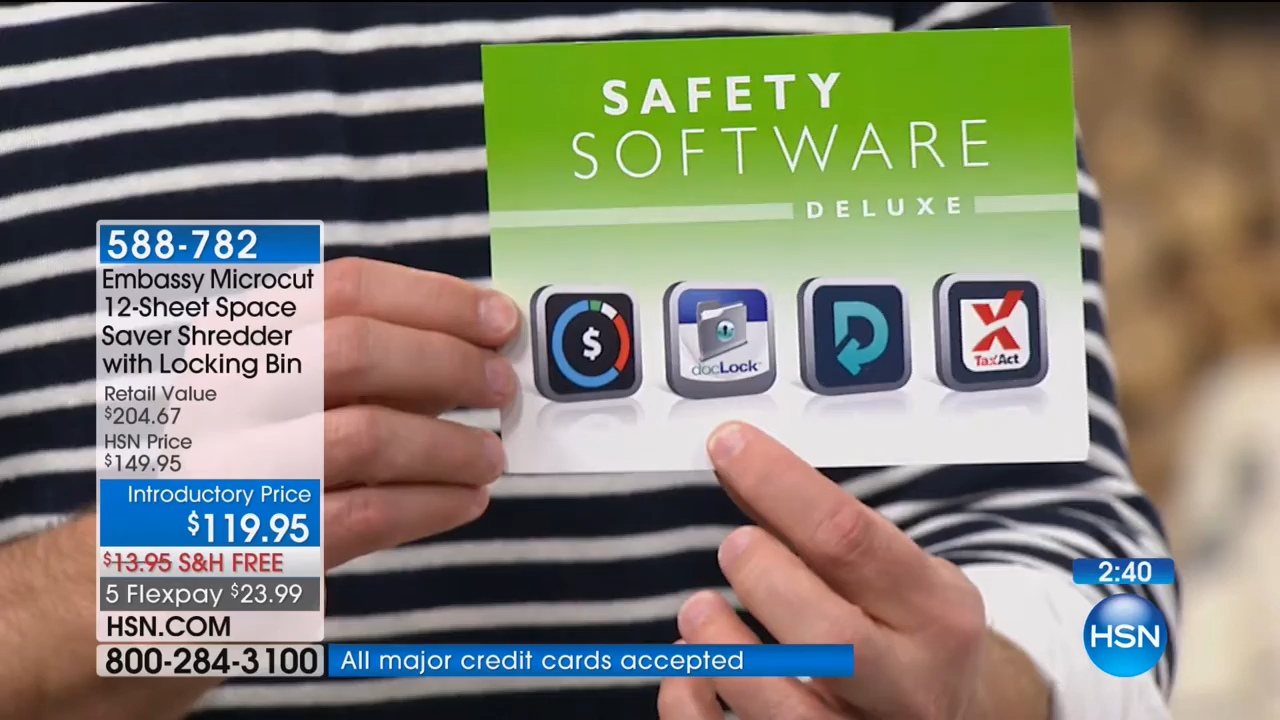 SAFETY
SOFTWARE
DELUXE
$
docLock™
TaxAct
588-782
Embassy Microcut
12-Sheet Space
Saver Shredder
with Locking Bin
Retail Value
$204.67
HSN Price
$149.95
Introductory Price
$119.95
$13.95 S&H FREE
5 Flexpay $23.99
HSN.COM
800-284-3100
All major credit cards accepted
2:40
HSN